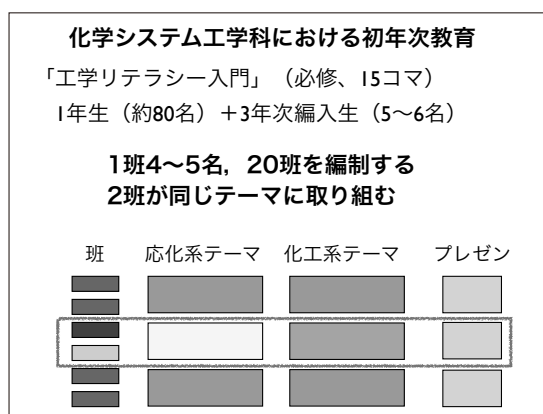 化学システム工学科における初年次教育
「工学リテラシー入門」（必修、15コマ）
1年生（約80名）＋3年次編入生（5〜6名）
1班4〜5名，20班を編制する
2班が同じテーマに取り組む
班 応化系テーマ 化工系テーマ プレゼン